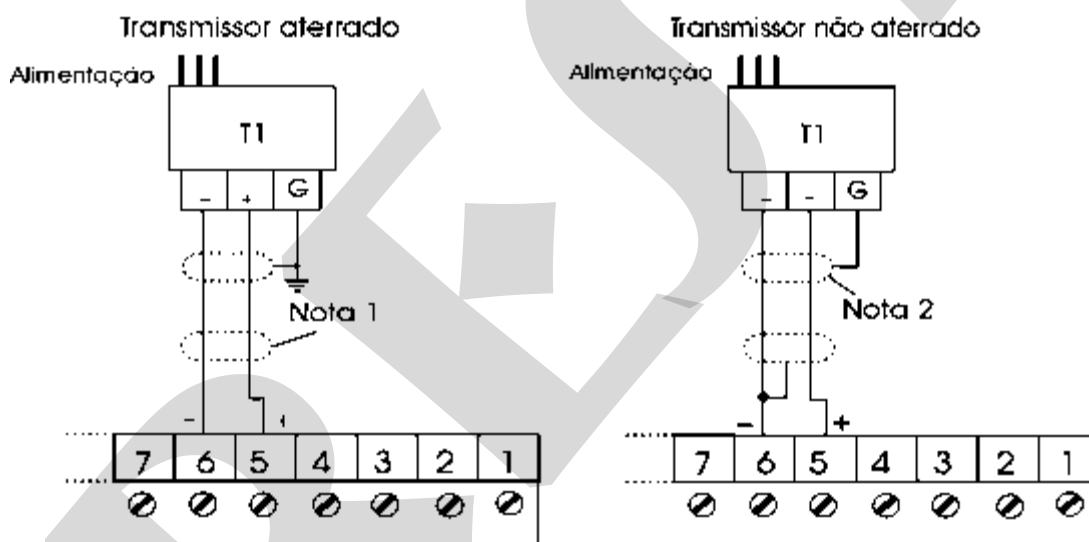 Transmissor aterrado
Alimentação
T1
- + G
Nota 1
- +
7 6 5 4 3 2 1
Transmissor não aterrado
Alimentação
T1
- - G
Nota 2
- +
7 6 5 4 3 2 1